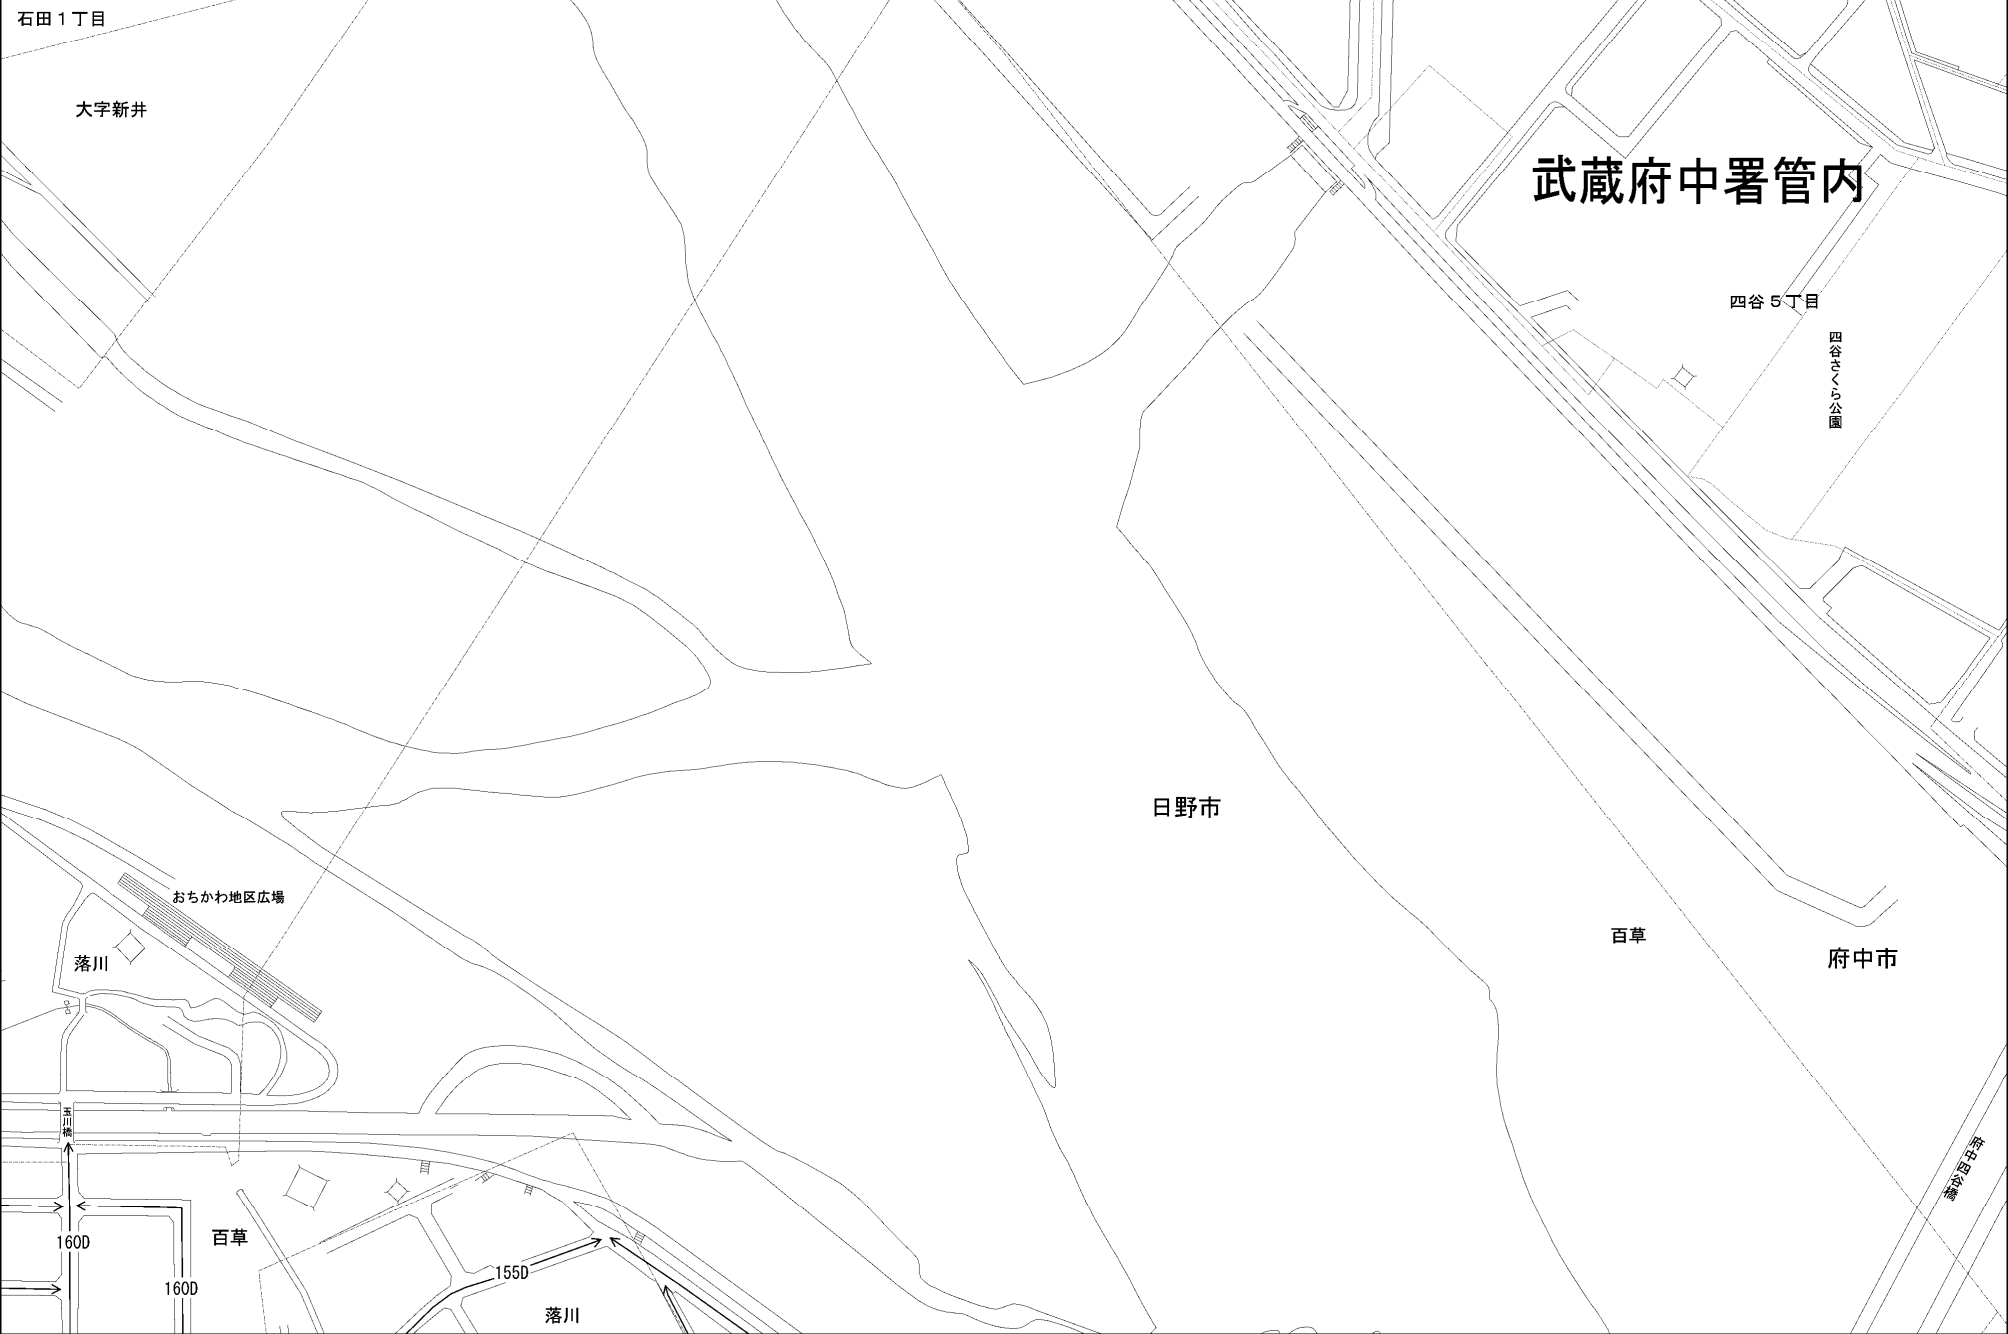 石田１丁目
大字新井
武蔵府中署管内
四谷５丁目
四谷さくら公園
日野市
おちかわ地区広場
百草
府中市
落川
玉川橋
府中四谷橋
百草
160D
160D
155D
落川